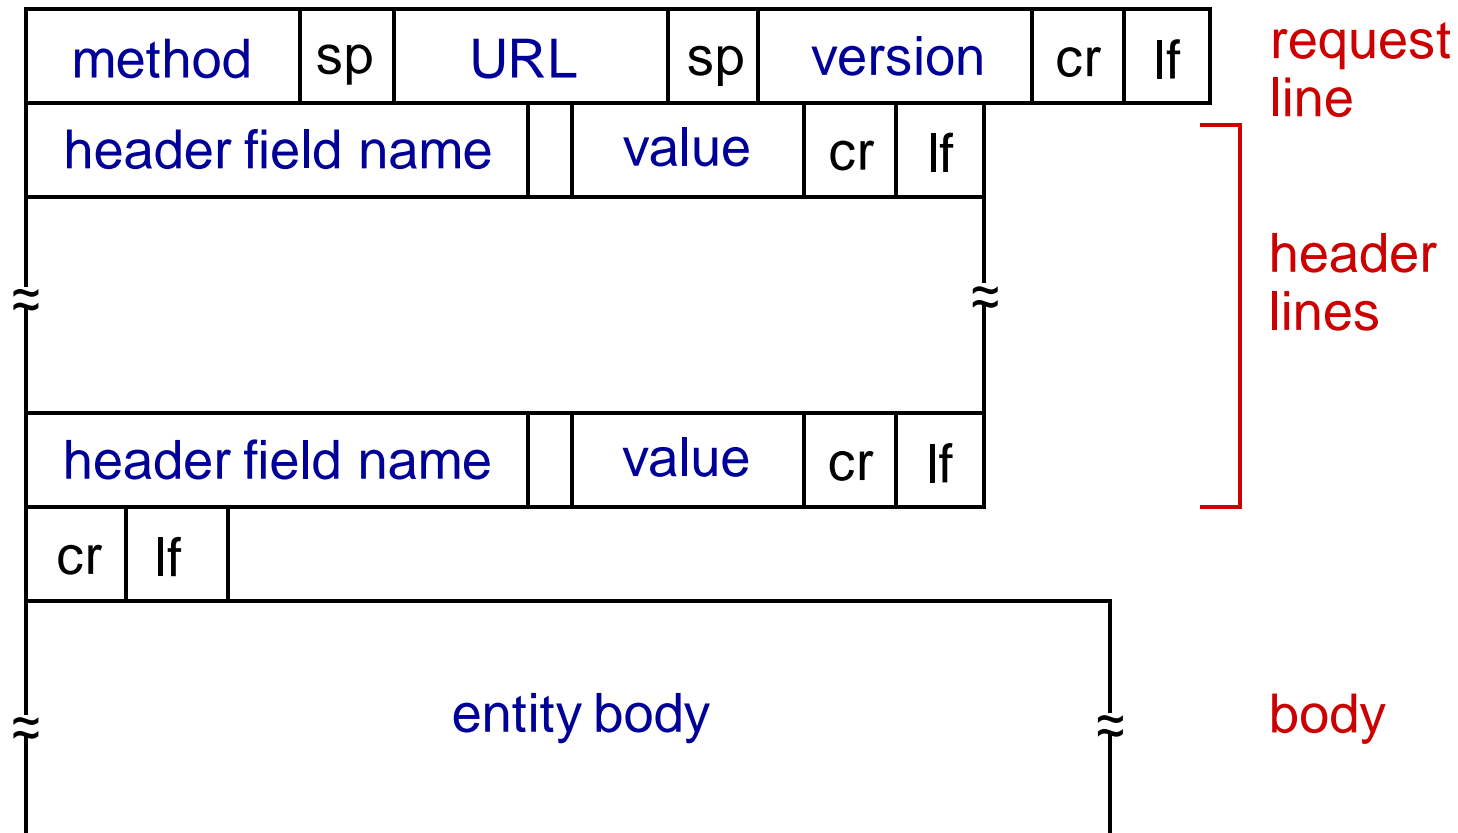 method sp URL sp version cr lf
request
line
header field name value cr lf
header
lines
header field name value cr lf
cr lf
entity body
body